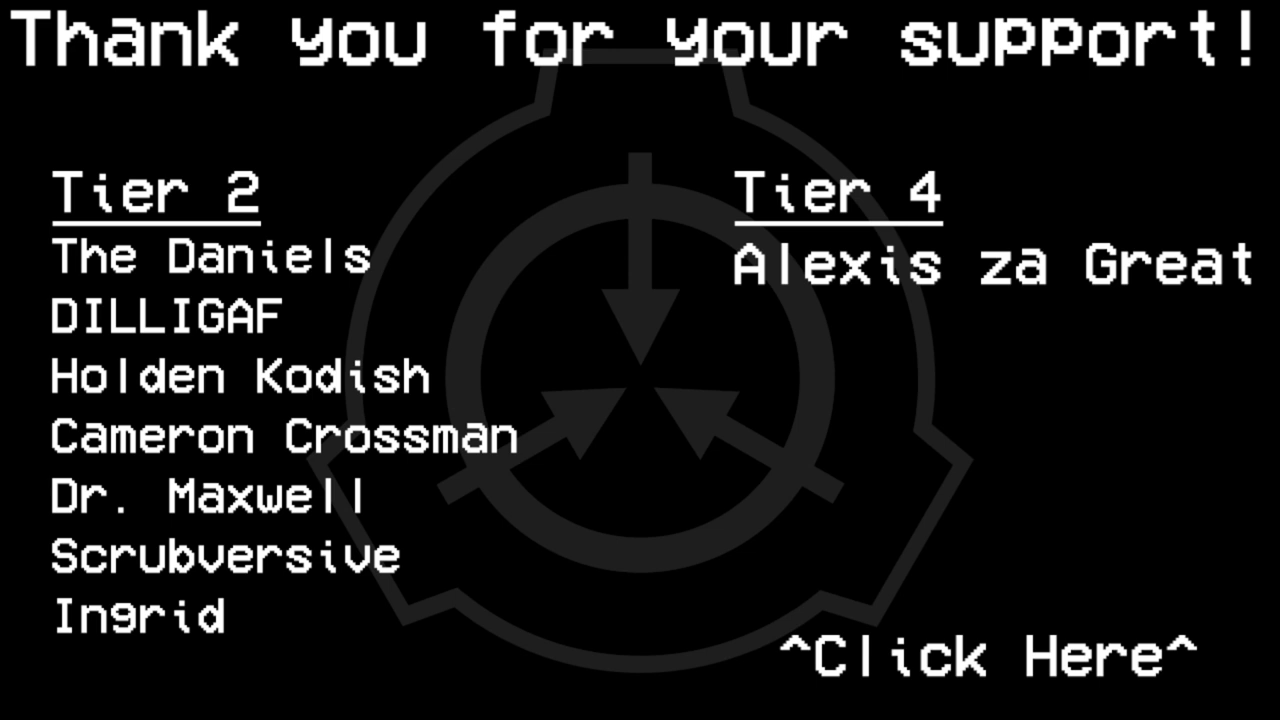 Thank you for your support!
Tier 2
The Daniels
DILLIGAF
Holden Kodish
Cameron Crossman
Dr. Maxwell
Scrubversive
Ingrid
Tier 4
Alexis za Great
^Click Here^